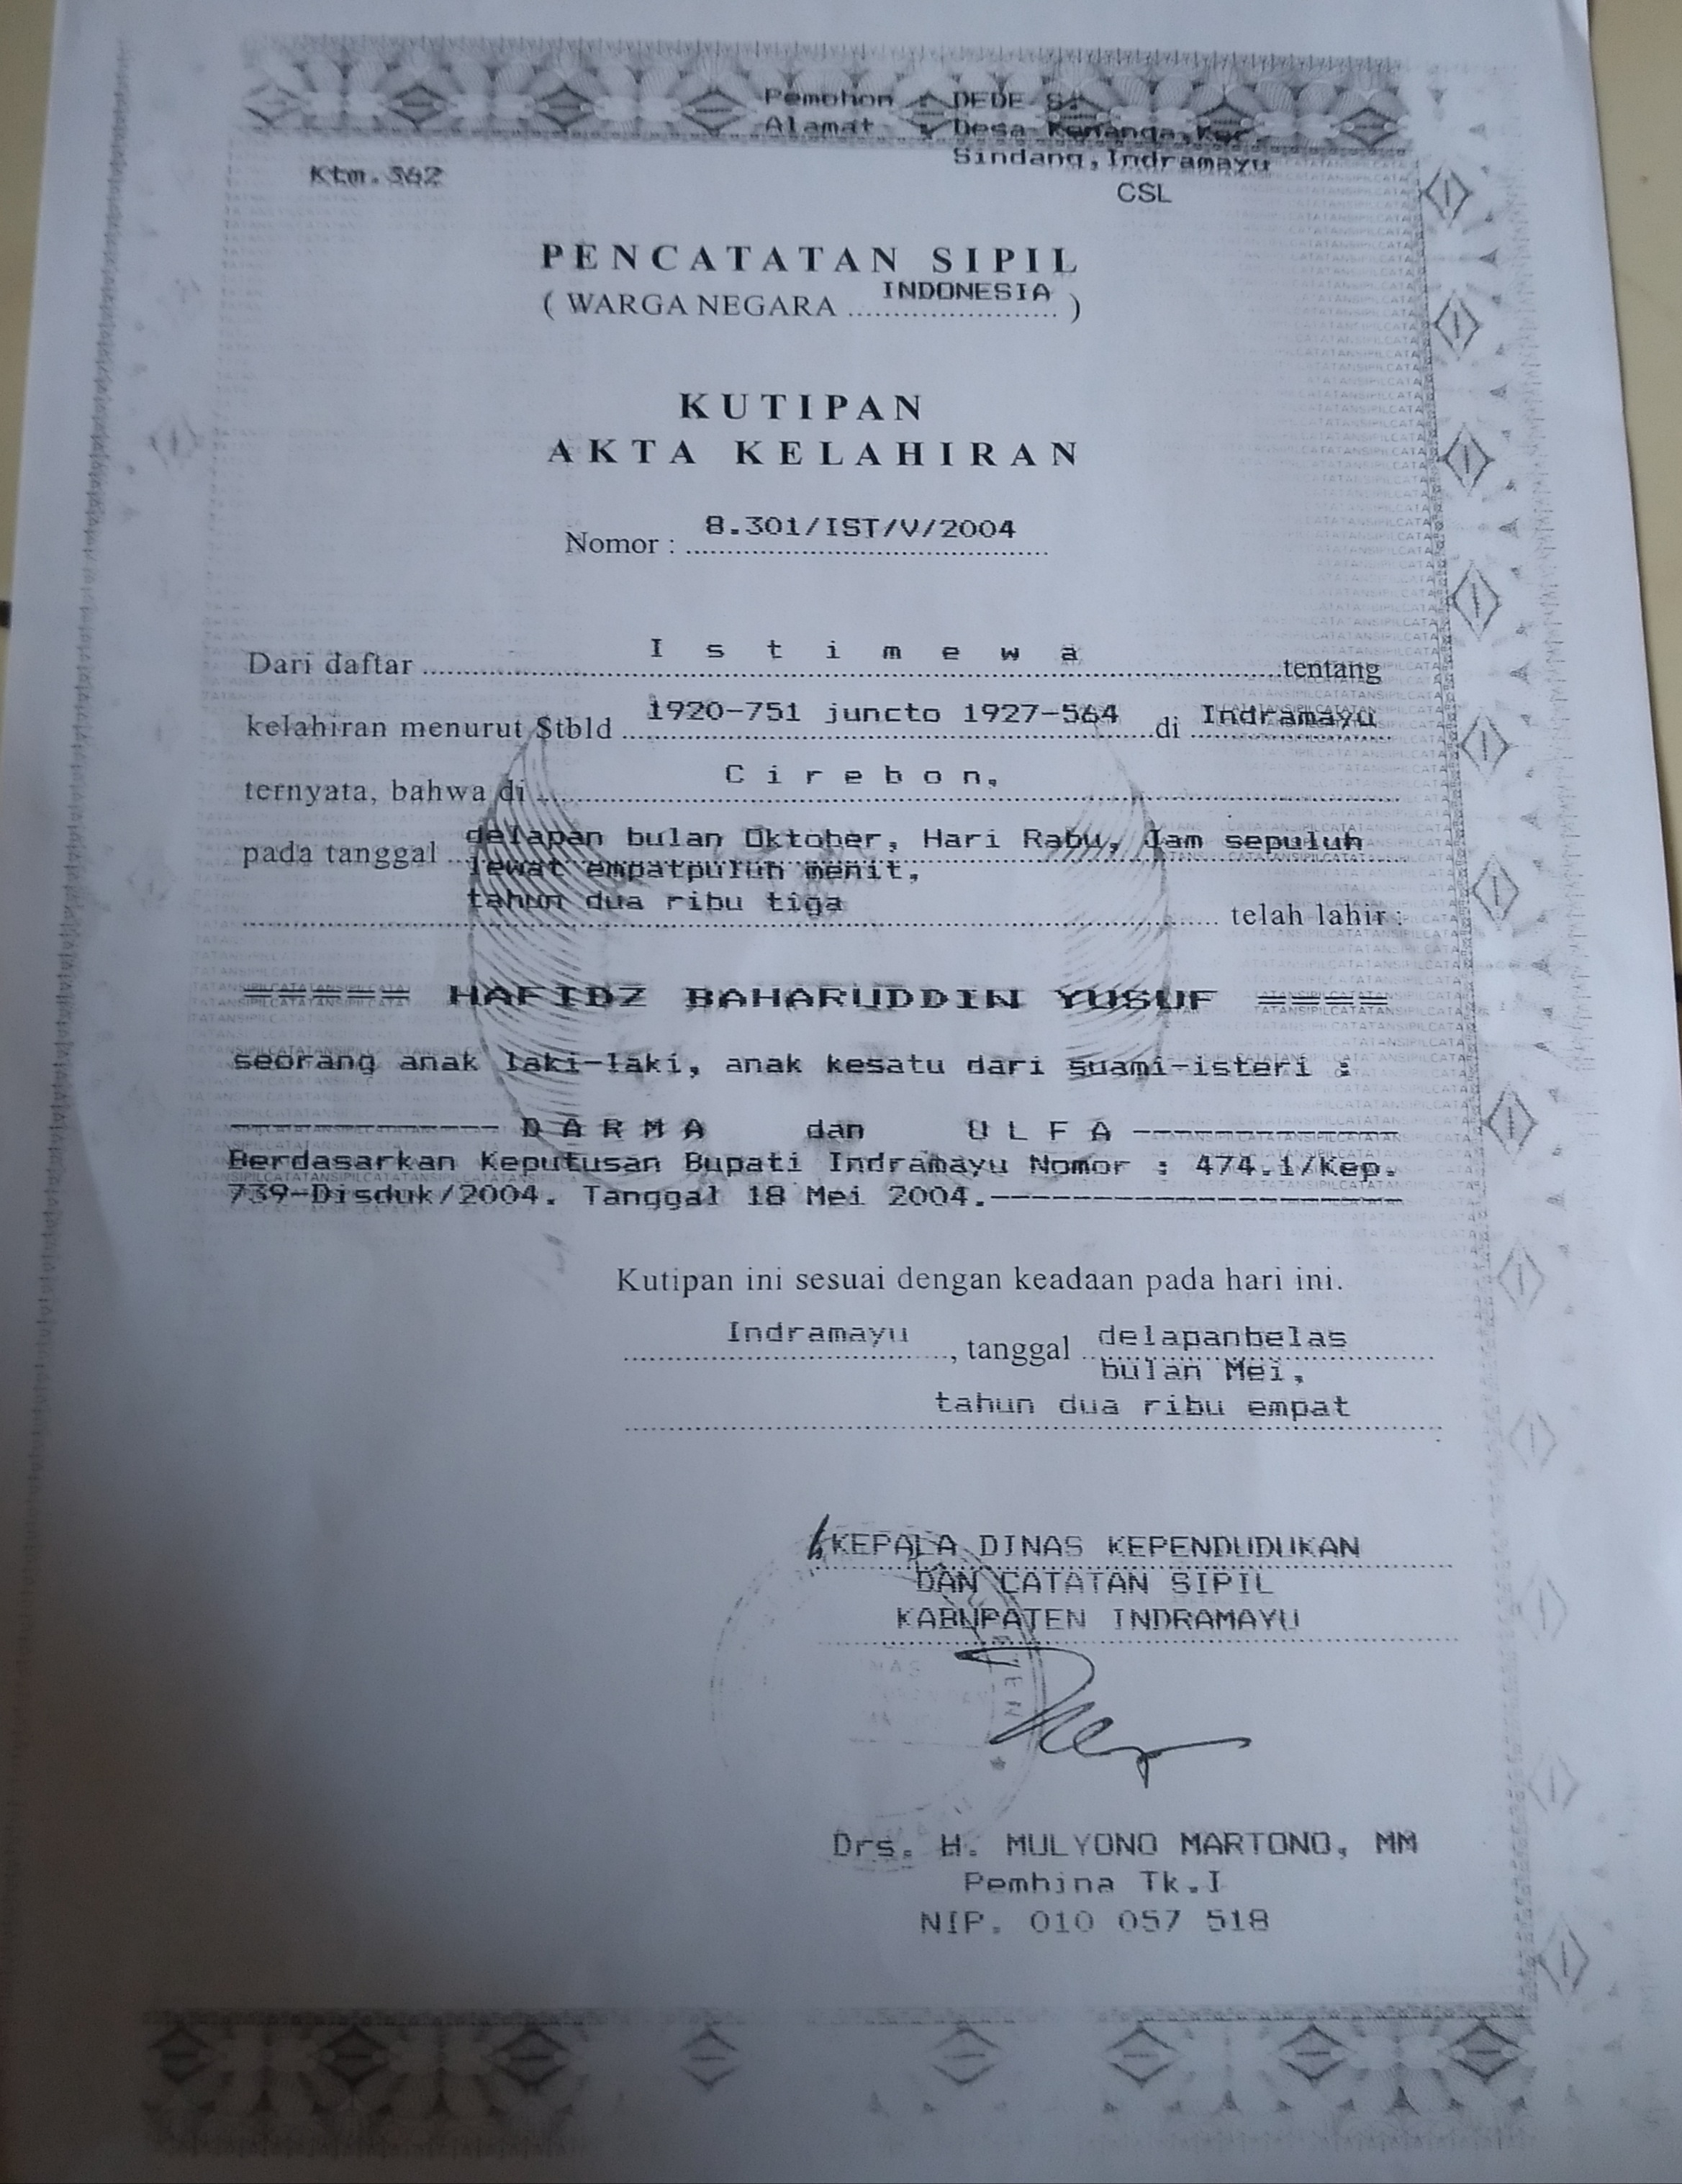 Pemohon : DEDE S.
Alamat : Desa Kenanga,Kec.
Sindang,Indramayu
Ktm.362
CSL
PENCATATAN SIPIL
( WARGA NEGARA INDONESIA )
KUTIPAN
AKTA KELAHIRAN
Nomor : 8.301/IST/V/2004
Dari daftar I s t i m e w a tentang
kelahiran menurut Stbld 1920-751 juncto 1927-564 di Indramayu
ternyata, bahwa di C i r e b o n,
pada tanggal delapan bulan Oktober, Hari Rabu, Jam sepuluh
lewat empatpuluh menit,
tahun dua ribu tiga telah lahir :
===== HAFIDZ BAHARUDDIN YUSUF ====
seorang anak laki-laki, anak kesatu dari suami-isteri :
------------- D A R M A dan U L F A -------------
Berdasarkan Keputusan Bupati Indramayu Nomor : 474.1/Kep.
739-Disduk/2004. Tanggal 18 Mei 2004.--------------------
Kutipan ini sesuai dengan keadaan pada hari ini.
Indramayu, tanggal delapanbelas
bulan Mei,
tahun dua ribu empat
KEPALA DINAS KEPENDUDUKAN
DAN CATATAN SIPIL
KABUPATEN INDRAMAYU
Drs. H. MULYONO MARTONO, MM
Pembina Tk.I
NIP. 010 057 518